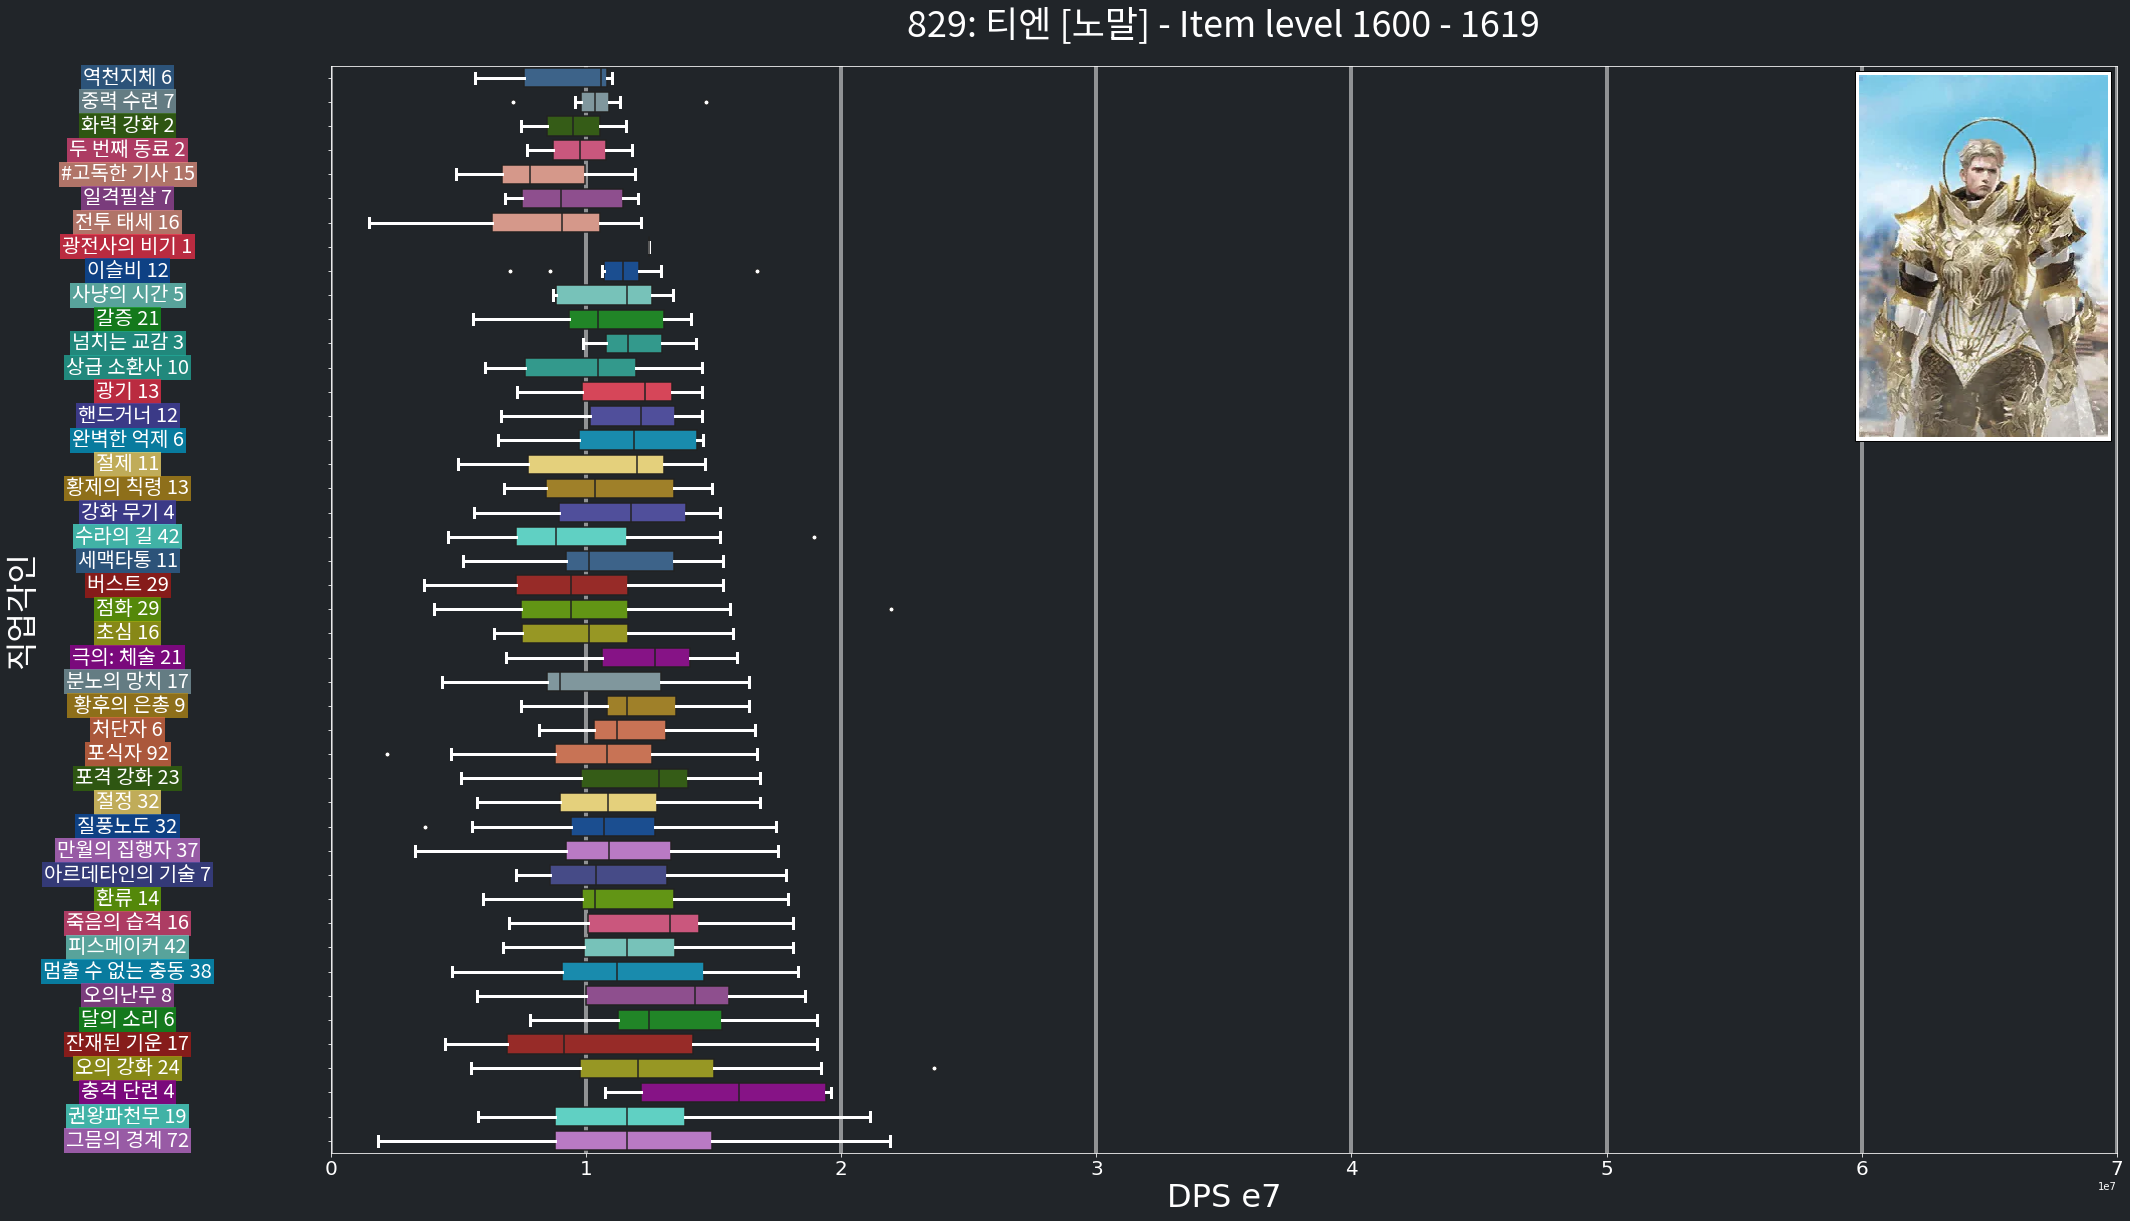 829: 티엔 [노말] - Item level 1600 - 1619
역천지체 6
중력 수련 7
화력 강화 2
두 번째 동료 2
#고독한 기사 15
일격필살 7
전투 태세 16
광전사의 비기 1
이슬비 12
사냥의 시간 5
갈증 21
넘치는 교감 3
상급 소환사 10
광기 13
핸드거너 12
완벽한 억제 6
절제 11
황제의 칙령 13
강화 무기 4
수라의 길 42
세맥타통 11
버스트 29
점화 29
초심 16
극의: 체술 21
분노의 망치 17
황후의 은총 9
처단자 6
포식자 92
포격 강화 23
절정 32
질풍노도 32
만월의 집행자 37
아르데타인의 기술 7
환류 14
죽음의 습격 16
피스메이커 42
멈출 수 없는 충동 38
오의난무 8
달의 소리 6
잔재된 기운 17
오의 강화 24
충격 단련 4
권왕파천무 19
그믐의 경계 72
직업각인
0 1 2 3 4 5 6 7
1e7
DPS e7